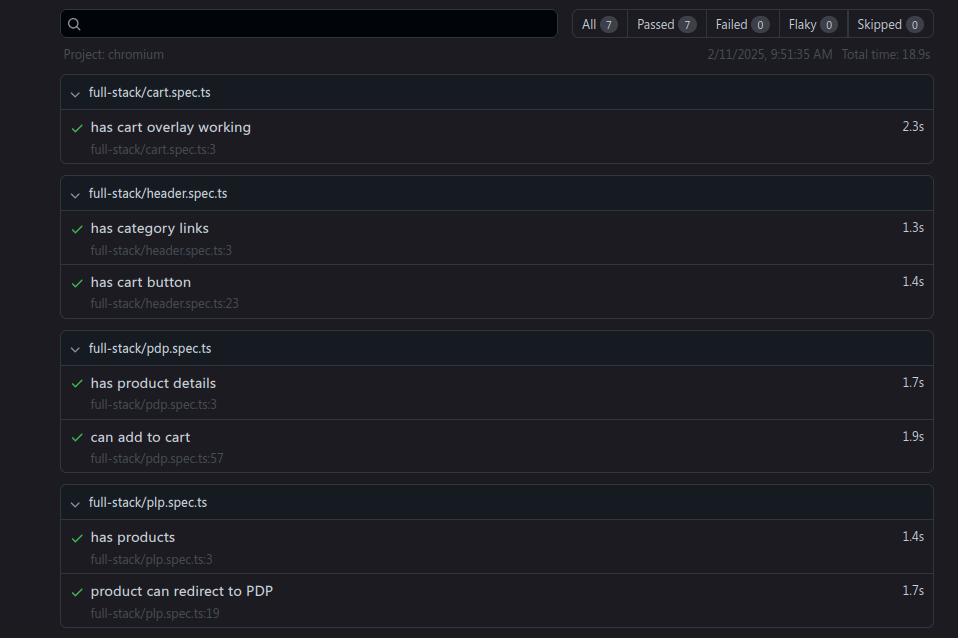 All 7 Passed 7 Failed 0 Flaky 0 Skipped 0
Project: chromium 2/11/2025, 9:51:35 AM Total time: 18.9s
full-stack/cart.spec.ts
has cart overlay working 2.3s
full-stack/cart.spec.ts:3
full-stack/header.spec.ts
has category links 1.3s
full-stack/header.spec.ts:3
has cart button 1.4s
full-stack/header.spec.ts:23
full-stack/pdp.spec.ts
has product details 1.7s
full-stack/pdp.spec.ts:3
can add to cart 1.9s
full-stack/pdp.spec.ts:57
full-stack/plp.spec.ts
has products 1.4s
full-stack/plp.spec.ts:3
product can redirect to PDP 1.7s
full-stack/plp.spec.ts:19